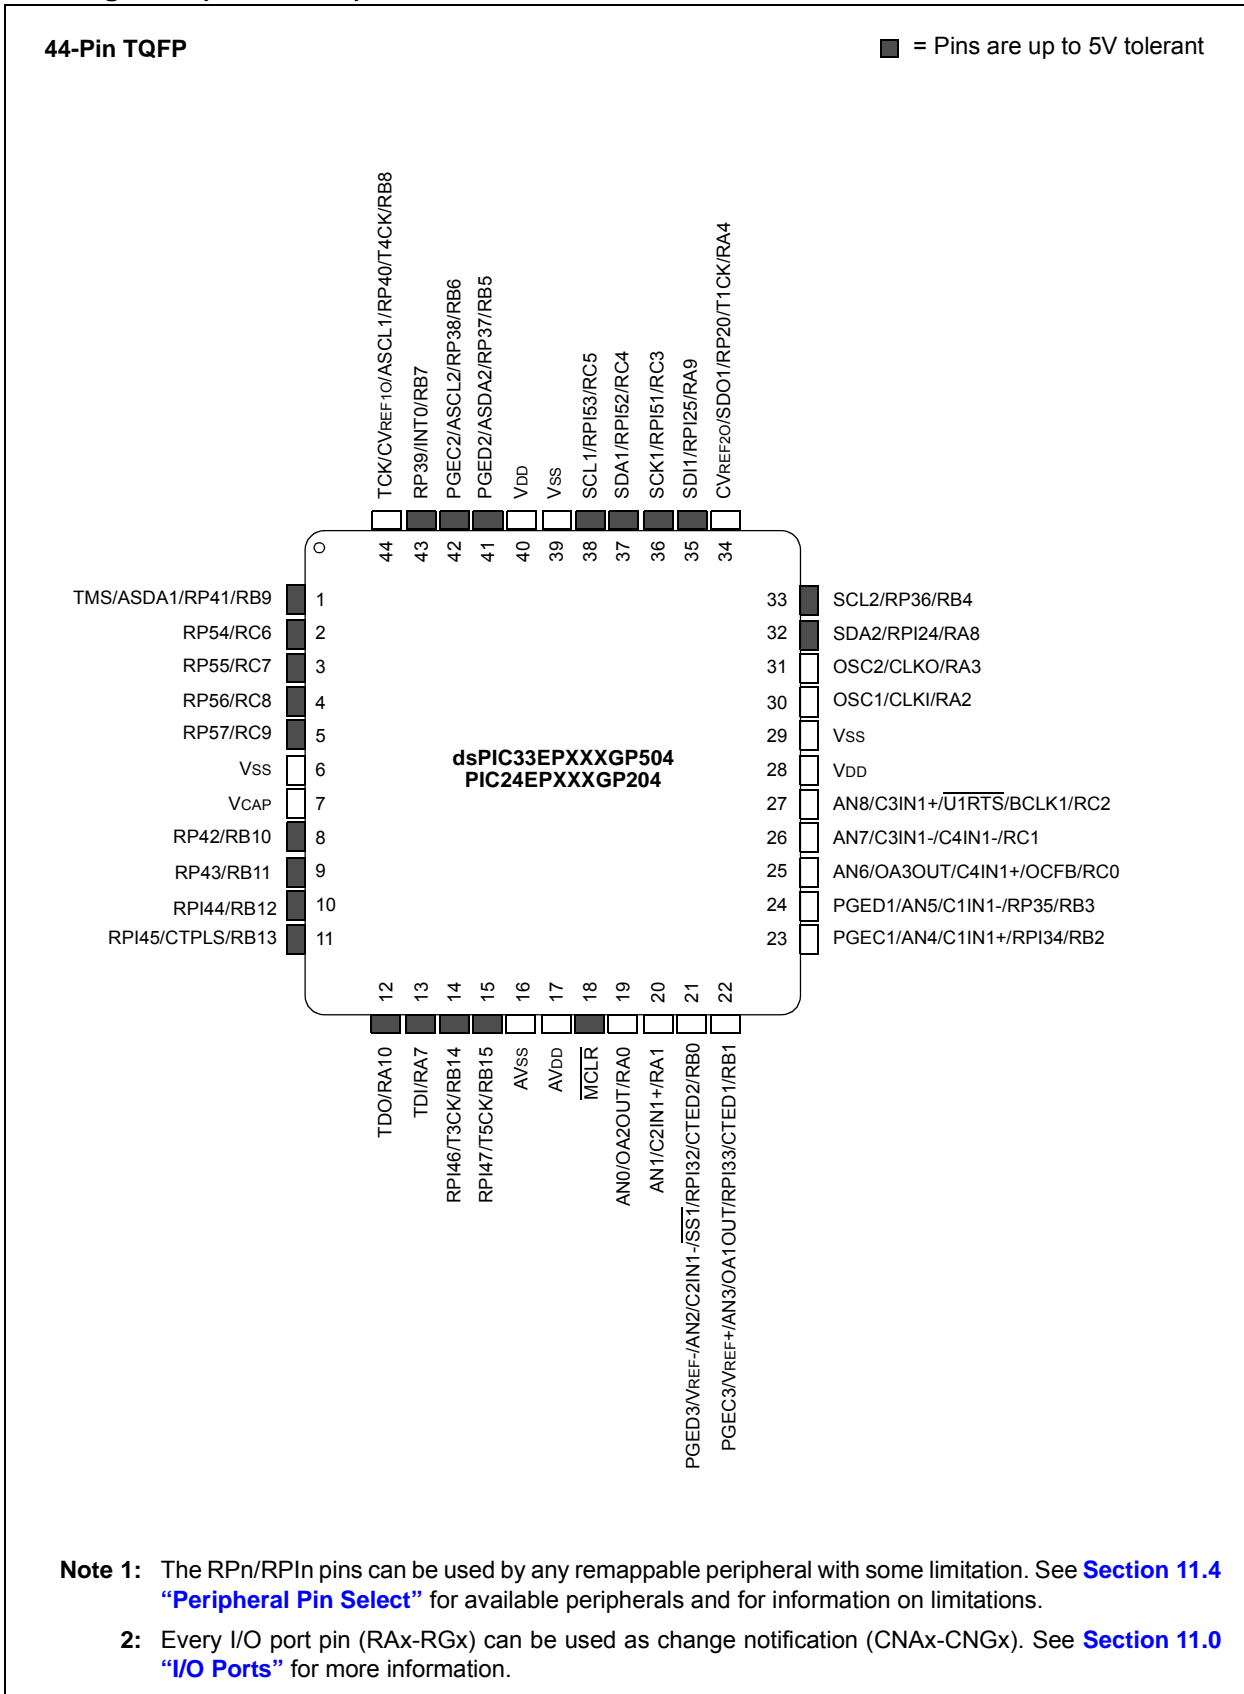 44-Pin TQFP
= Pins are up to 5V tolerant
TCK/CVREF1O/ASCL1/RP40/T4CK/RB8
RP39/INT0/RB7
PGEC2/ASCL2/RP38/RB6
PGED2/ASDA2/RP37/RB5
VDD
VSS
SCL1/RPI53/RC5
SDA1/RPI52/RC4
SCK1/RPI51/RC3
SDI1/RPI25/RA9
CVREF2O/SDO1/RP20/T1CK/RA4
44 43 42 41 40 39 38 37 36 35 34
TMS/ASDA1/RP41/RB9 1
RP54/RC6 2
RP55/RC7 3
RP56/RC8 4
RP57/RC9 5
VSS 6
VCAP 7
RP42/RB10 8
RP43/RB11 9
RPI44/RB12 10
RPI45/CTPLS/RB13 11
dsPIC33EPXXXGP504
PIC24EPXXXGP204
33 SCL2/RP36/RB4
32 SDA2/RPI24/RA8
31 OSC2/CLKO/RA3
30 OSC1/CLKI/RA2
29 VSS
28 VDD
27 AN8/C3IN1+/U1RTS/BCLK1/RC2
26 AN7/C3IN1-/C4IN1-/RC1
25 AN6/OA3OUT/C4IN1+/OCFB/RC0
24 PGED1/AN5/C1IN1-/RP35/RB3
23 PGEC1/AN4/C1IN1+/RPI34/RB2
12 13 14 15 16 17 18 19 20 21 22
TDO/RA10
TDI/RA7
RPI46/T3CK/RB14
RPI47/T5CK/RB15
AVSS
AVDD
MCLR
AN0/OA2OUT/RA0
AN1/C2IN1+/RA1
PGED3/VREF-/AN2/C2IN1-/SS1/RPI32/CTED2/RB0
PGEC3/VREF+/AN3/OA1OUT/RPI33/CTED1/RB1
Note 1: The RPn/RPIn pins can be used by any remappable peripheral with some limitation. See Section 11.4
“Peripheral Pin Select” for available peripherals and for information on limitations.
2: Every I/O port pin (RAx-RGx) can be used as change notification (CNAx-CNGx). See Section 11.0
“I/O Ports” for more information.